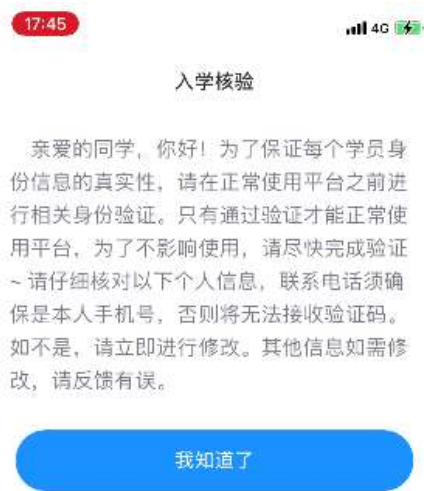 17:45
4G
入学核验
亲爱的同学，你好！为了保证每个学员身
份信息的真实性，请在正常使用平台之前进
行相关身份验证。只有通过验证才能正常使
用平台，为了不影响使用，请尽快完成验证
~请仔细核对以下个人信息，联系电话须确
保是本人手机号，否则将无法接收验证码。
如不是，请立即进行修改。其他信息如需修
改，请反馈有误。
我知道了